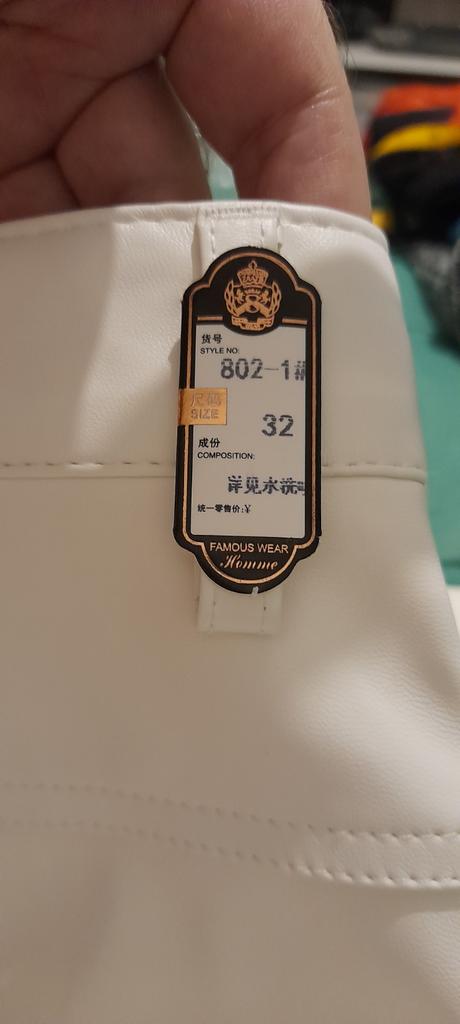 货号
STYLE NO:
802-1#
尺码
SIZE
32
成份
COMPOSITION:
详见水洗
统一零售价:¥
FAMOUS WEAR
Homme